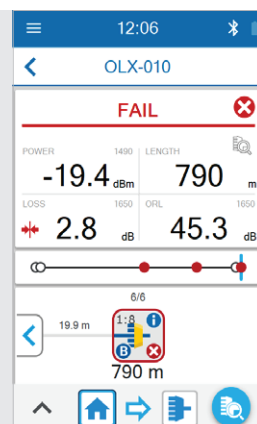 12:06
OLX-010
FAIL
POWER 1490 LENGTH
-19.4 dBm 790 m
LOSS 1650 ORL 1650
2.8 dB 45.3 dB
6/6
19.9 m 1:8 i
B
790 m